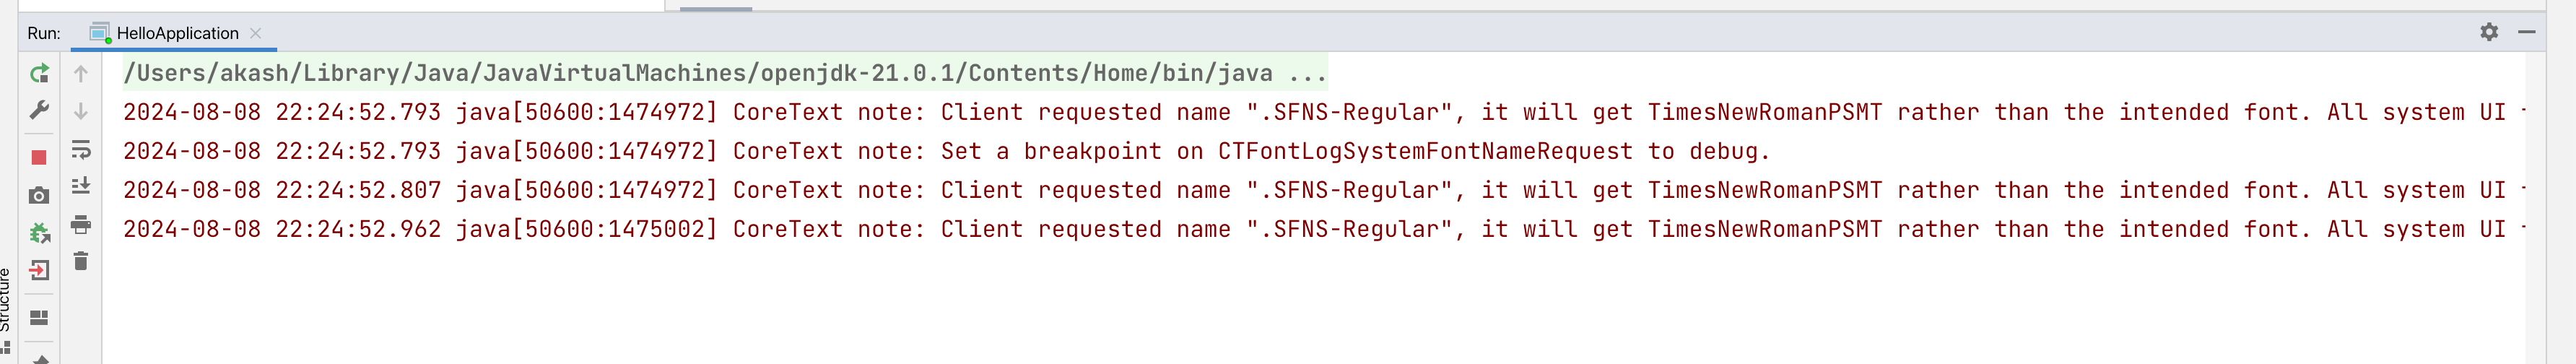 Run: HelloApplication
/Users/akash/Library/Java/JavaVirtualMachines/openjdk-21.0.1/Contents/Home/bin/java ...
2024-08-08 22:24:52.793 java[50600:1474972] CoreText note: Client requested name ".SFNS-Regular", it will get TimesNewRomanPSMT rather than the intended font. All system UI
2024-08-08 22:24:52.793 java[50600:1474972] CoreText note: Set a breakpoint on CTFontLogSystemFontNameRequest to debug.
2024-08-08 22:24:52.807 java[50600:1474972] CoreText note: Client requested name ".SFNS-Regular", it will get TimesNewRomanPSMT rather than the intended font. All system UI
2024-08-08 22:24:52.962 java[50600:1475002] CoreText note: Client requested name ".SFNS-Regular", it will get TimesNewRomanPSMT rather than the intended font. All system UI
Structure